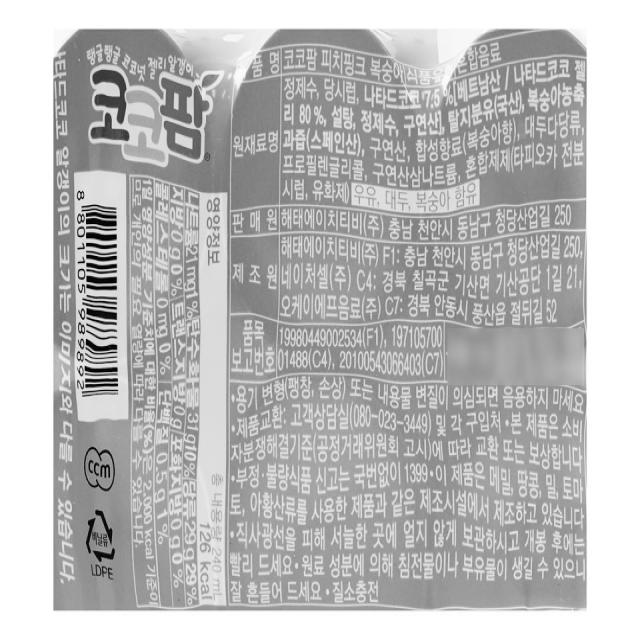 탱글탱글 코코넛 젤리 알갱이
코코팜
품 명 코코팜 피치핑크 복숭아 식품유 혼합음료
원재료명
정제수, 당시럽, 나타드코코 7.5 베트남산 / 나타드코코 젤
리 80 %, 설탕, 정제수, 구연산, 탈지분유(국산), 복숭아농축
과즙(스페인산), 구연산, 합성향료(복숭아향), 대두다당류,
프로필렌글리콜, 구연산삼나트륨, 혼합제제(타피오카 전분
시럽, 유화제) 우유, 대두, 복숭아 함유
판 매 원 해태에이치티비(주) 충남 천안시 동남구 청당산업길 250
제 조 원
해태에이치티비(주) F1: 충남 천안시 동남구 청당산업길 250,
네이처셀(주) C4: 경북 칠곡군 기산면 기산공단 1길 21,
오케이에프음료(주) C7: 경북 안동시 풍산읍 절뒤길 52
품목
보고번호
19980449002534(F1), 197105700
01488(C4), 20100543066403(C7)
•용기 변형(팽창, 손상) 또는 내용물 변질이 의심되면 음용하지 마세요
•제품교환: 고객상담실(080-023-3449) 및 각 구입처 •본 제품은 소비
자분쟁해결기준(공정거래위원회 고시)에 따라 교환 또는 보상합니다
•부정·불량식품 신고는 국번없이 1399 •이 제품은 메밀, 땅콩, 밀, 토마
토, 아황산류를 사용한 제품과 같은 제조시설에서 제조하고 있습니다
•직사광선을 피해 서늘한 곳에 얼지 않게 보관하시고 개봉 후에는
빨리 드세요 •원료 성분에 의해 침전물이나 부유물이 생길 수 있으니
잘 흔들어 드세요 •질소충전
영양정보
총 내용량 240 mL
126 kcal
나트륨 2 mg 탄수화물 31 g 10 % 당류 29 g 29 %
지방 0 g 0 % 트랜스지방 0 g 포화지방 0 g 0 %
콜레스테롤 0 mg 0 % 단백질 0.5 g 1 %
1일 영양성분 기준치에 대한 비율(%)은 2,000 kcal 기준이
므로 개인의 필요 열량에 따라 다를 수 있습니다.
8 801105 989892
ccm
비닐류
LDPE
나타드코코 알갱이의 크기는 이미지와 다를 수 있습니다.